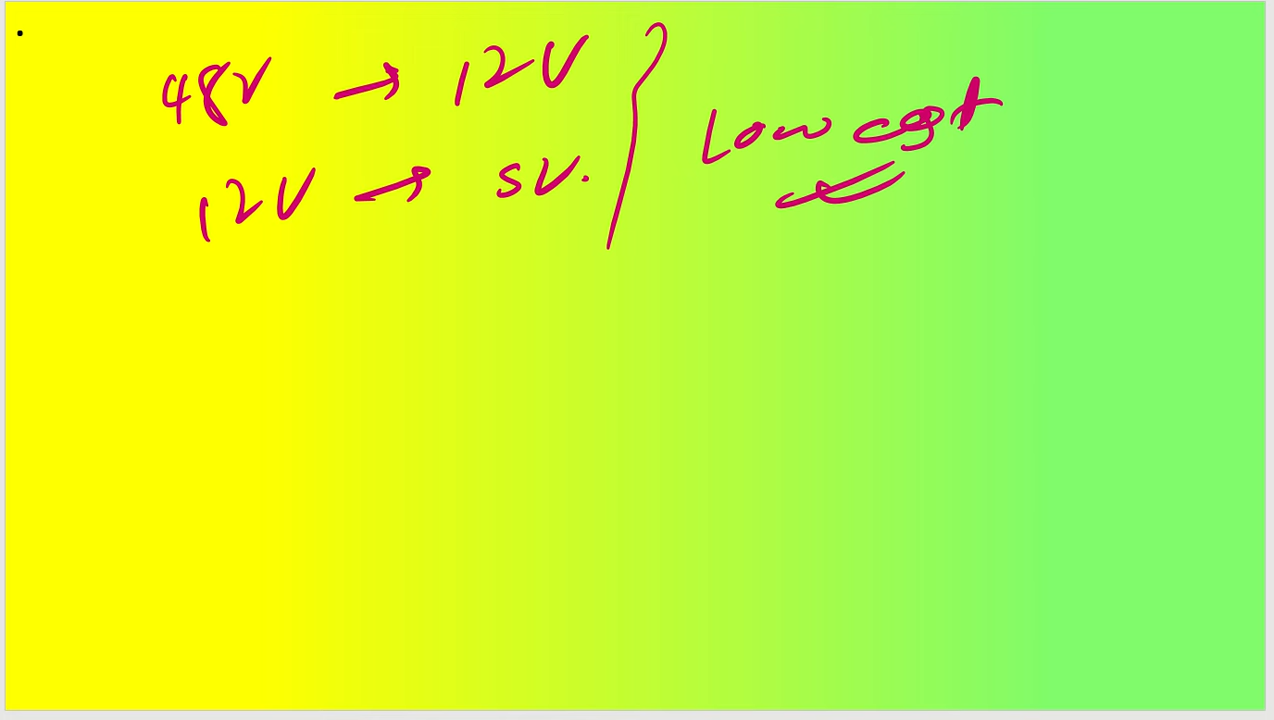 48V → 12V
12V → 5V.
Low cost